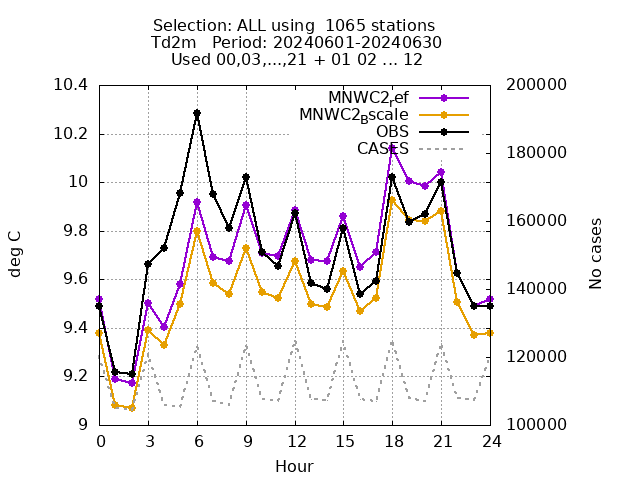 Selection: ALL using  1065 stations
Td2m   Period: 20240601-20240630
Used 00,03,...,21 + 01 02 ... 12
MNWC2ref
MNWC2Bscale
OBS
CASES
10.4
10.2
10
9.8
9.6
9.4
9.2
9
deg C
200000
180000
160000
140000
120000
100000
No cases
0 3 6 9 12 15 18 21 24
Hour